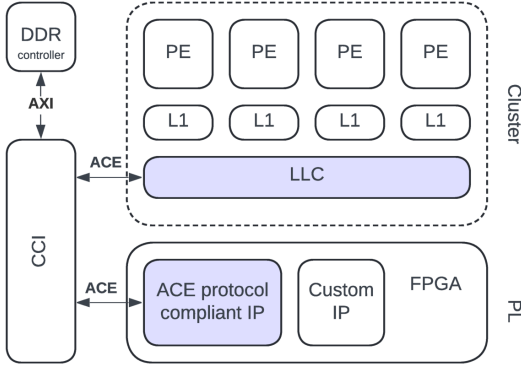 DDR
controller
AXI
CCI
ACE
ACE
PE
PE
PE
PE
L1
L1
L1
L1
LLC
Cluster
ACE protocol
compliant IP
Custom
IP
FPGA
PL